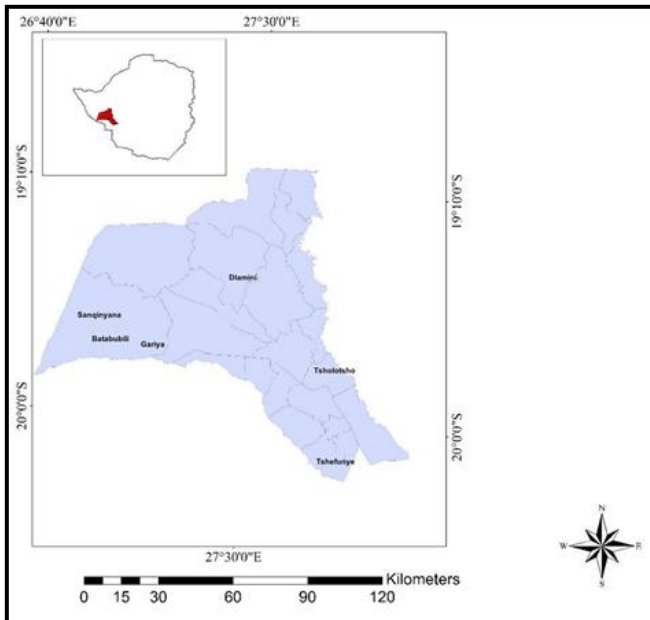 26°40'0"E 27°30'0"E
19°10'0"S
19°10'0"S
Dlamini
Sanqinyana
Batabubili Gariya
Tsholotsho
20°0'0"S
20°0'0"S
Tshefunye
27°30'0"E
N
W E
S
Kilometers
0 15 30 60 90 120